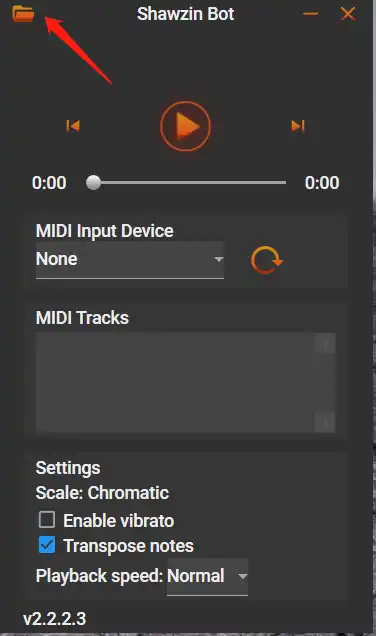 Shawzin Bot
0:00 0:00
MIDI Input Device
None
MIDI Tracks
Settings
Scale: Chromatic
Enable vibrato
Transpose notes
Playback speed: Normal
v2.2.2.3